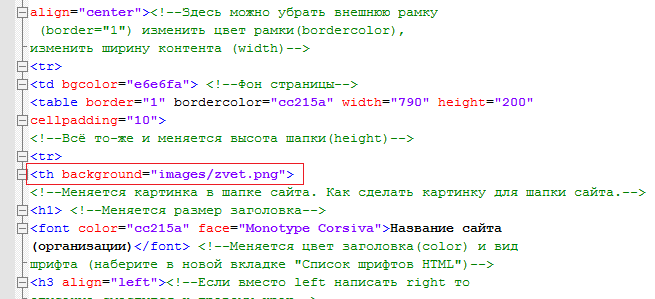 align="center"><!--Здесь можно убрать внешнюю рамку
(border="1") изменить цвет рамки(bordercolor),
изменить ширину контента (width)-->
<tr>
<td bgcolor="e6e6fa"> <!--Фон страницы-->
<table border="1" bordercolor="cc215a" width="790" height="200"
cellpadding="10">
<!--Всё то-же и меняется высота шапки(height)-->
<tr>
<th background="images/zvet.png">
<!--Меняется картинка в шапке сайта. Как сделать картинку для шапки сайта.-->
<h1> <!--Меняется размер заголовка-->
<font color="cc215a" face="Monotype Corsiva">Название сайта
(организации)</font> <!--Меняется цвет заголовка(color) и вид
шрифта (наберите в новой вкладке "Список шрифтов HTML")-->
<h3 align="left"><!--Если вместо left написать right то